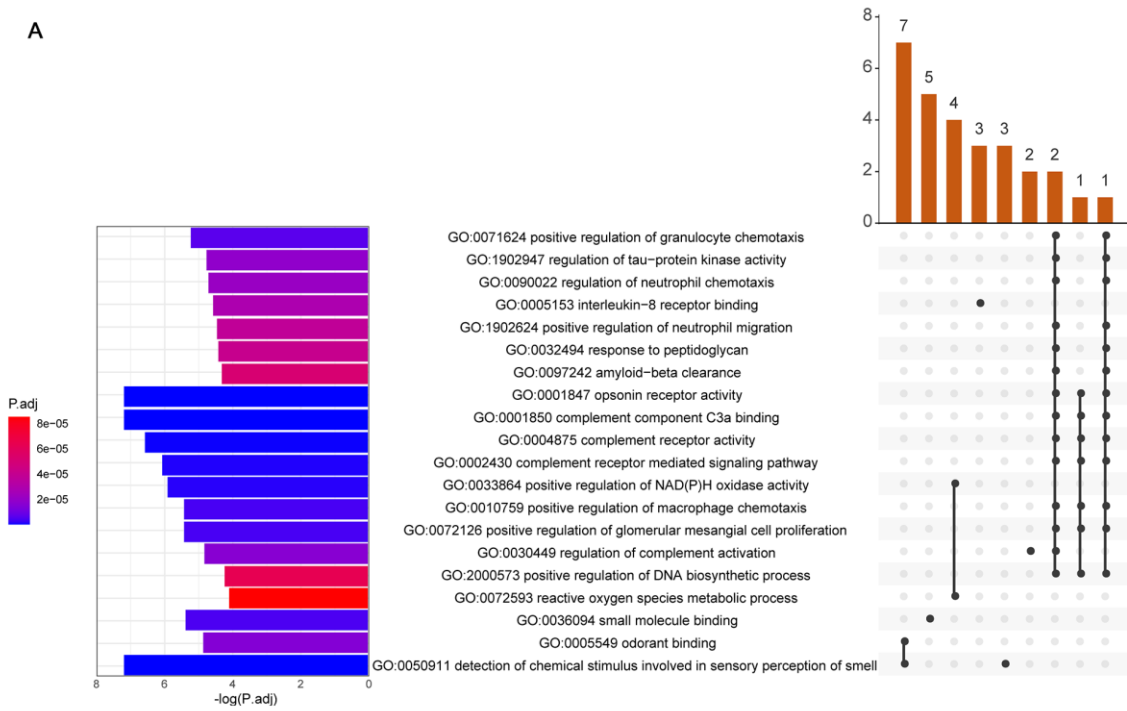 A
8
6
4
2
0
7
5
4
3
3
2
2
1
1
GO:0071624 positive regulation of granulocyte chemotaxis
GO:1902947 regulation of tau−protein kinase activity
GO:0090022 regulation of neutrophil chemotaxis
GO:0005153 interleukin−8 receptor binding
GO:1902624 positive regulation of neutrophil migration
GO:0032494 response to peptidoglycan
GO:0097242 amyloid−beta clearance
GO:0001847 opsonin receptor activity
GO:0001850 complement component C3a binding
GO:0004875 complement receptor activity
GO:0002430 complement receptor mediated signaling pathway
GO:0033864 positive regulation of NAD(P)H oxidase activity
GO:0010759 positive regulation of macrophage chemotaxis
GO:0072126 positive regulation of glomerular mesangial cell proliferation
GO:0030449 regulation of complement activation
GO:2000573 positive regulation of DNA biosynthetic process
GO:0072593 reactive oxygen species metabolic process
GO:0036094 small molecule binding
GO:0005549 odorant binding
GO:0050911 detection of chemical stimulus involved in sensory perception of smell
P.adj
8e−05
6e−05
4e−05
2e−05
8 6 4 2 0
-log(P.adj)